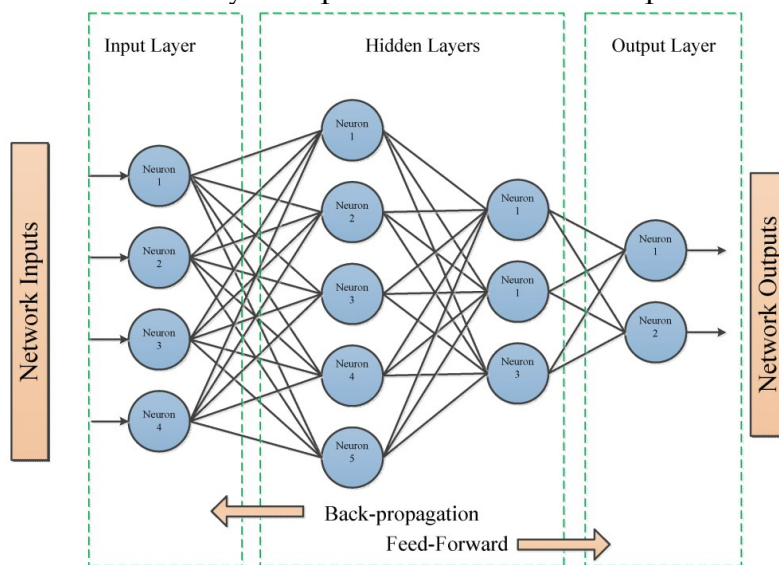 Input Layer
Hidden Layers
Output Layer
Network Inputs
Neuron
1
Neuron
2
Neuron
3
Neuron
4
Neuron
1
Neuron
2
Neuron
3
Neuron
4
Neuron
5
Neuron
1
Neuron
1
Neuron
3
Neuron
1
Neuron
2
Network Outputs
Back-propagation
Feed-Forward